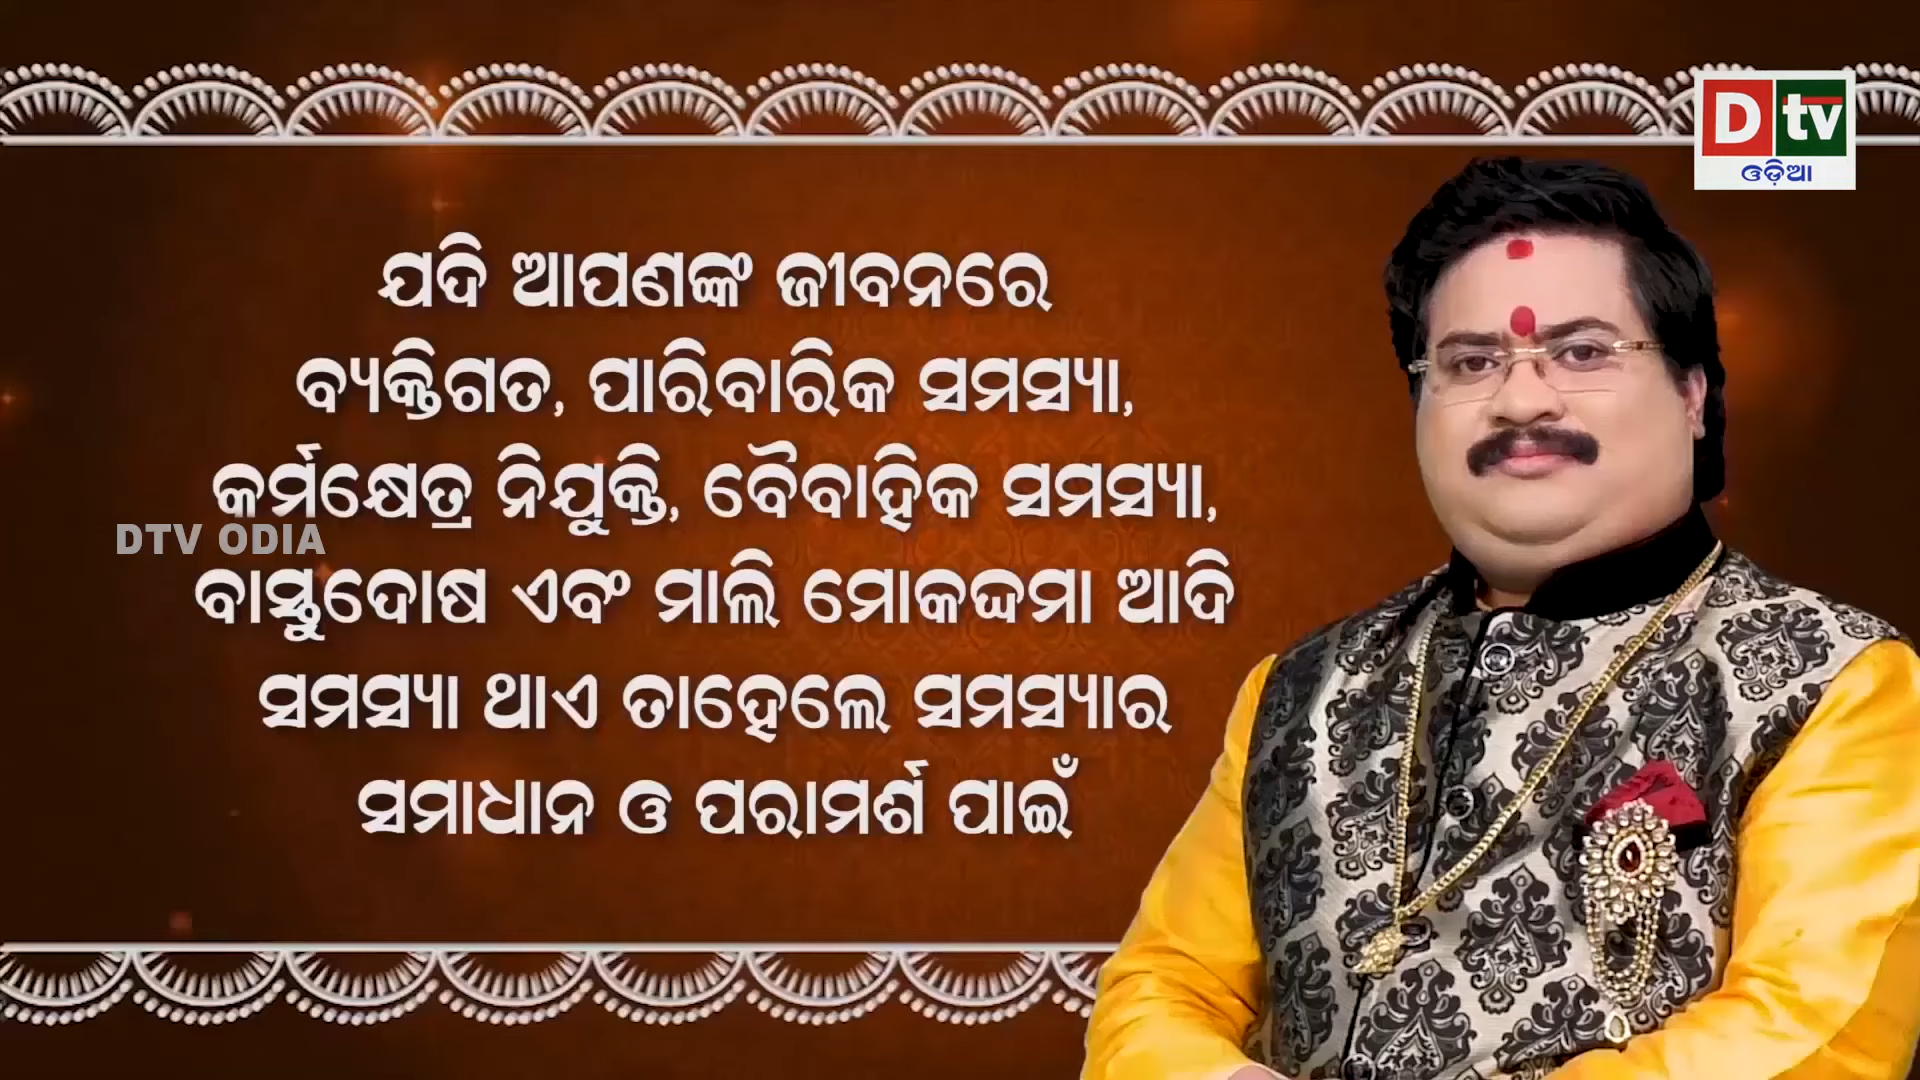 D tv
ଓଡ଼ିଆ
ଯଦି ଆପଣଙ୍କ ଜୀବନରେ
ବ୍ୟକ୍ତିଗତ, ପାରିବାରିକ ସମସ୍ୟା,
କର୍ମକ୍ଷେତ୍ର ନିଯୁକ୍ତି, ବୈବାହିକ ସମସ୍ୟା,
DTV ODIA
ବାସ୍ତୁଦୋଷ ଏବଂ ମାଲି ମୋକଦ୍ଦମା ଆଦି
ସମସ୍ୟା ଥାଏ ତାହେଲେ ସମସ୍ୟାର
ସମାଧାନ ଓ ପରାମର୍ଶ ପାଇଁ